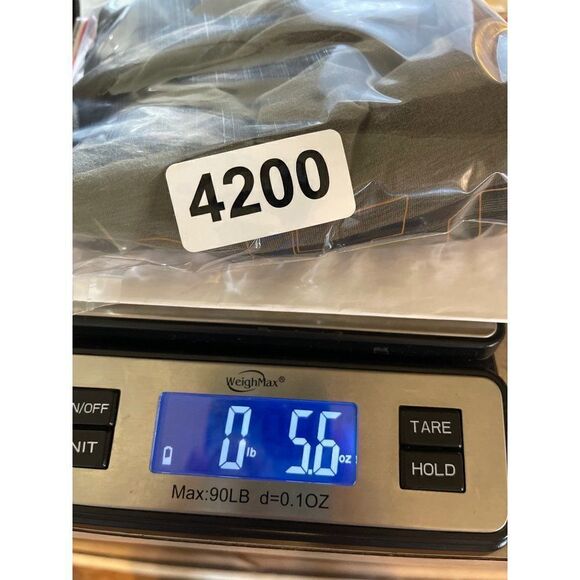 4200
WeighMax®
N/OFF
NIT
0 lb 5.6 oz
TARE
HOLD
Max:90LB d=0.1OZ